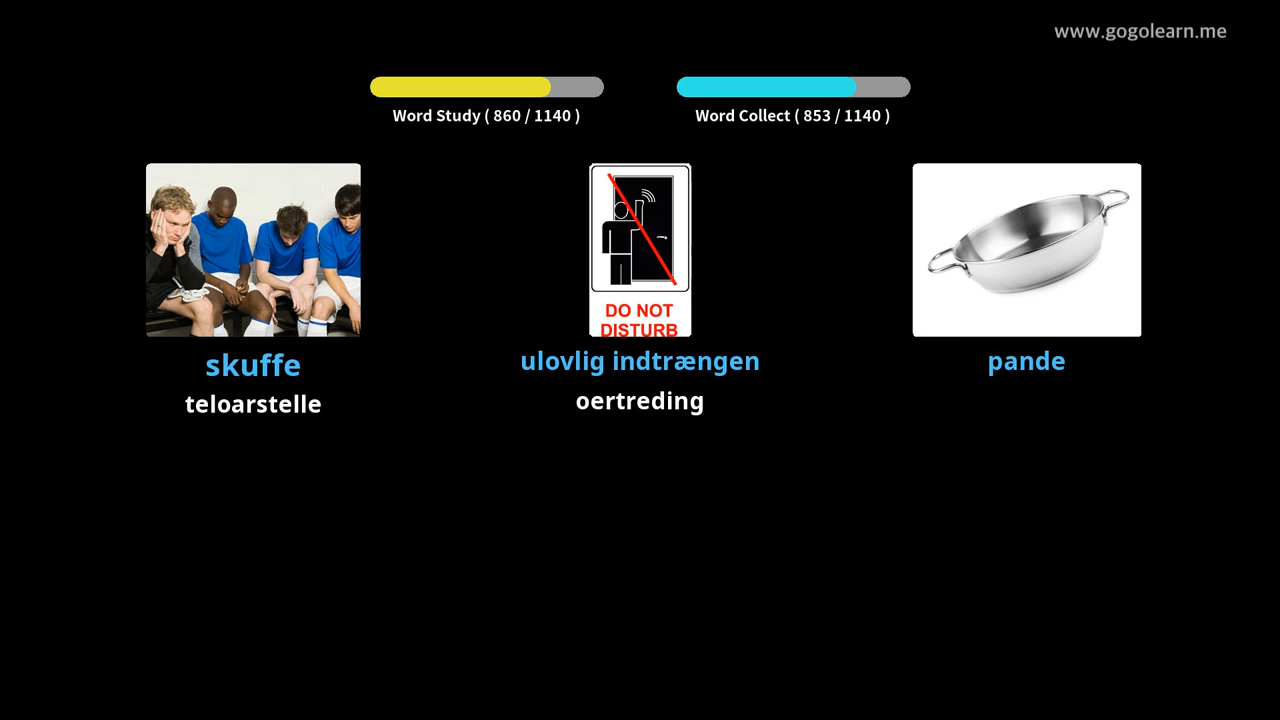 www.gogolearn.me
Word Study ( 860 / 1140 )
Word Collect ( 853 / 1140 )
DO NOT
DISTURB
skuffe
ulovlig indtrængen
pande
teloarstelle
oertreding